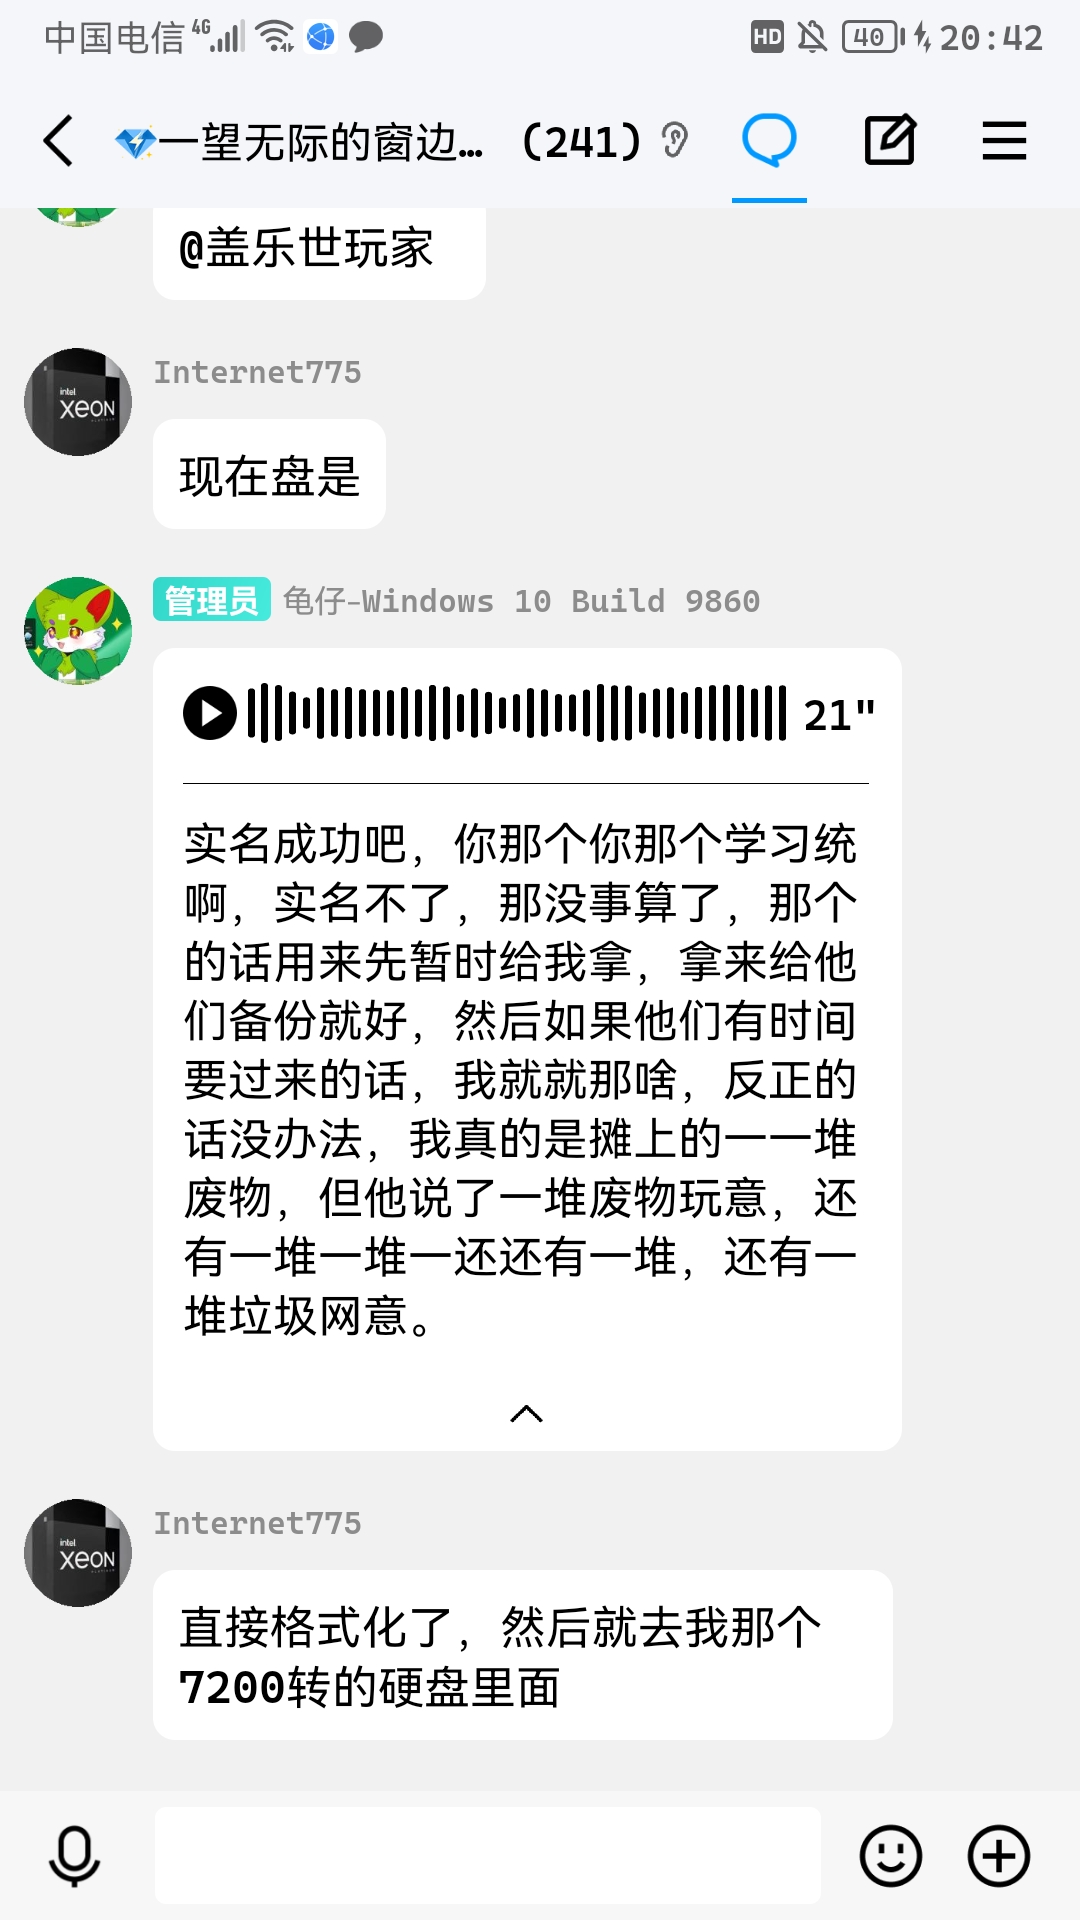 中国电信 4G HD 40 20:42
💎一望无际的窗边… (241)
@盖乐世玩家
Internet775
intel
XEON
现在盘是
管理员 龟仔-Windows 10 Build 9860
21"
实名成功吧，你那个你那个学习统
啊，实名不了，那没事算了，那个
的话用来先暂时给我拿，拿来给他
们备份就好，然后如果他们有时间
要过来的话，我就就那啥，反正的
话没办法，我真的是摊上的一一堆
废物，但他说了一堆废物玩意，还
有一堆一堆一还还有一堆，还有一
堆垃圾网意。
Internet775
intel
XEON
直接格式化了，然后就去我那个
7200转的硬盘里面